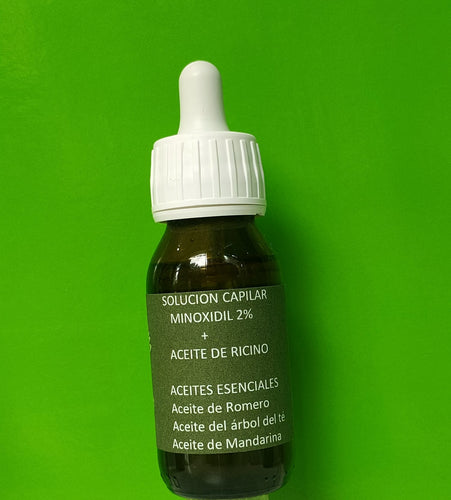 SOLUCION CAPILAR
MINOXIDIL 2%
+
ACEITE DE RICINO
ACEITES ESENCIALES
Aceite de Romero
Aceite del árbol del té
Aceite de Mandarina